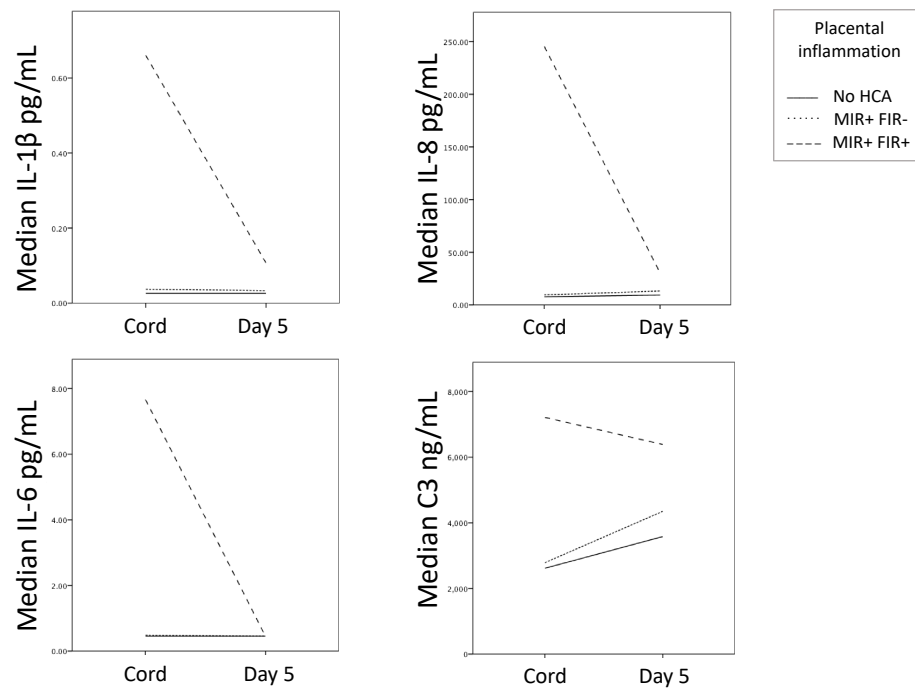 Median IL-1β pg/mL
0.60
0.40
0.20
0.00
Cord Day 5
Median IL-8 pg/mL
250.00
200.00
150.00
100.00
50.00
0.00
Cord Day 5
Placental
inflammation
No HCA
MIR+ FIR-
MIR+ FIR+
Median IL-6 pg/mL
8.00
6.00
4.00
2.00
0.00
Cord Day 5
Median C3 ng/mL
8,000
6,000
4,000
2,000
0
Cord Day 5